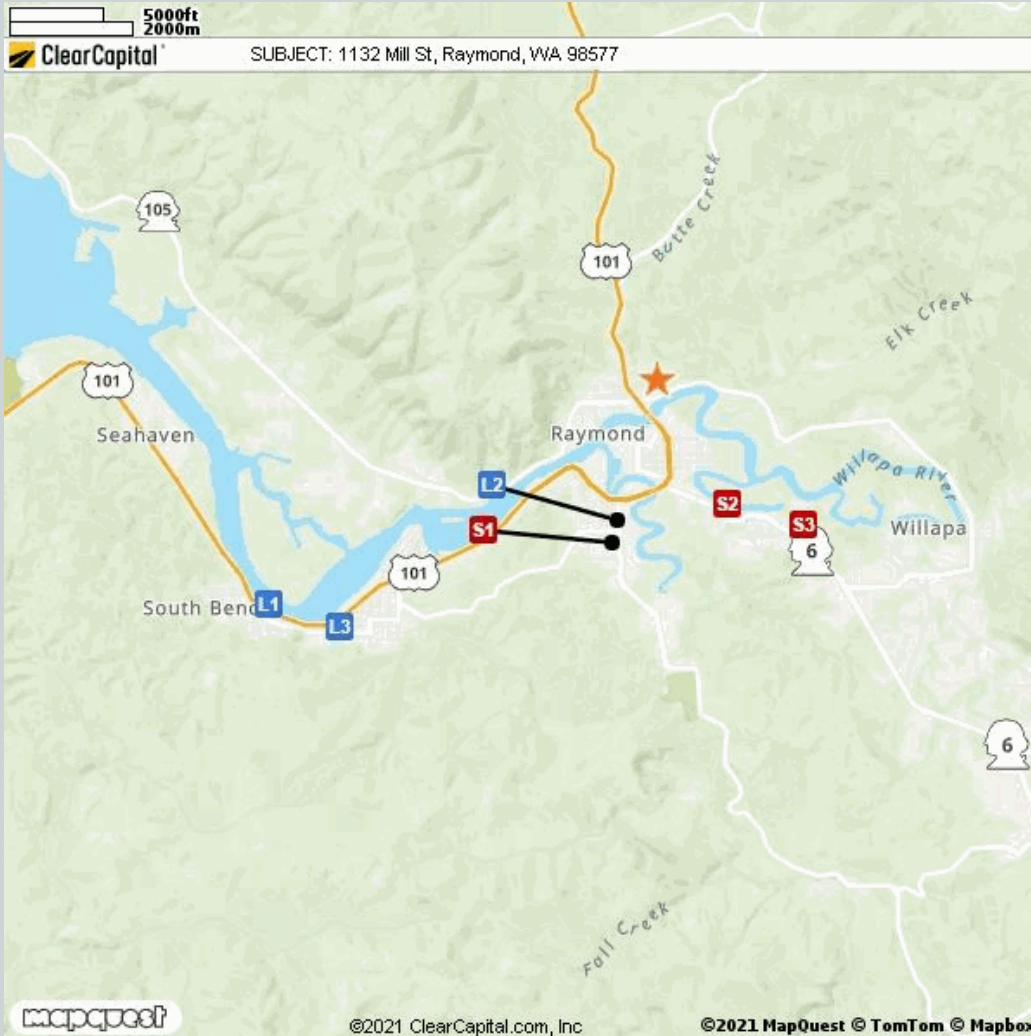 5000ft
2000m
ClearCapital
SUBJECT: 1132 Mill St, Raymond, WA 98577
105
Butte Creek
101
Elk Creek
101
Seahaven
Raymond
Willapa River
L2
S2
S1
S3
Willapa
6
101
South Bend
L1
L3
6
Fall Creek
mapquest
©2021 ClearCapital.com, Inc
©2021 MapQuest © TomTom © Mapbox